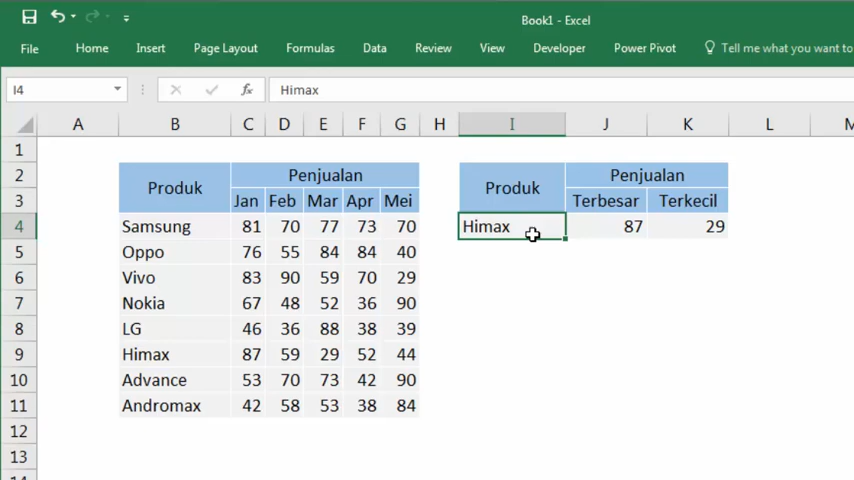 Book1 - Excel
File Home Insert Page Layout Formulas Data Review View Developer Power Pivot Tell me what you want to
I4 fx Himax
A B C D E F G H I J K L M
1
2 Produk Penjualan Produk Penjualan
3 Jan Feb Mar Apr Mei Terbesar Terkecil
4 Samsung 81 70 77 73 70 Himax 87 29
5 Oppo 76 55 84 84 40
6 Vivo 83 90 59 70 29
7 Nokia 67 48 52 36 90
8 LG 46 36 88 38 39
9 Himax 87 59 29 52 44
10 Advance 53 70 73 42 90
11 Andromax 42 58 53 38 84
12
13
14